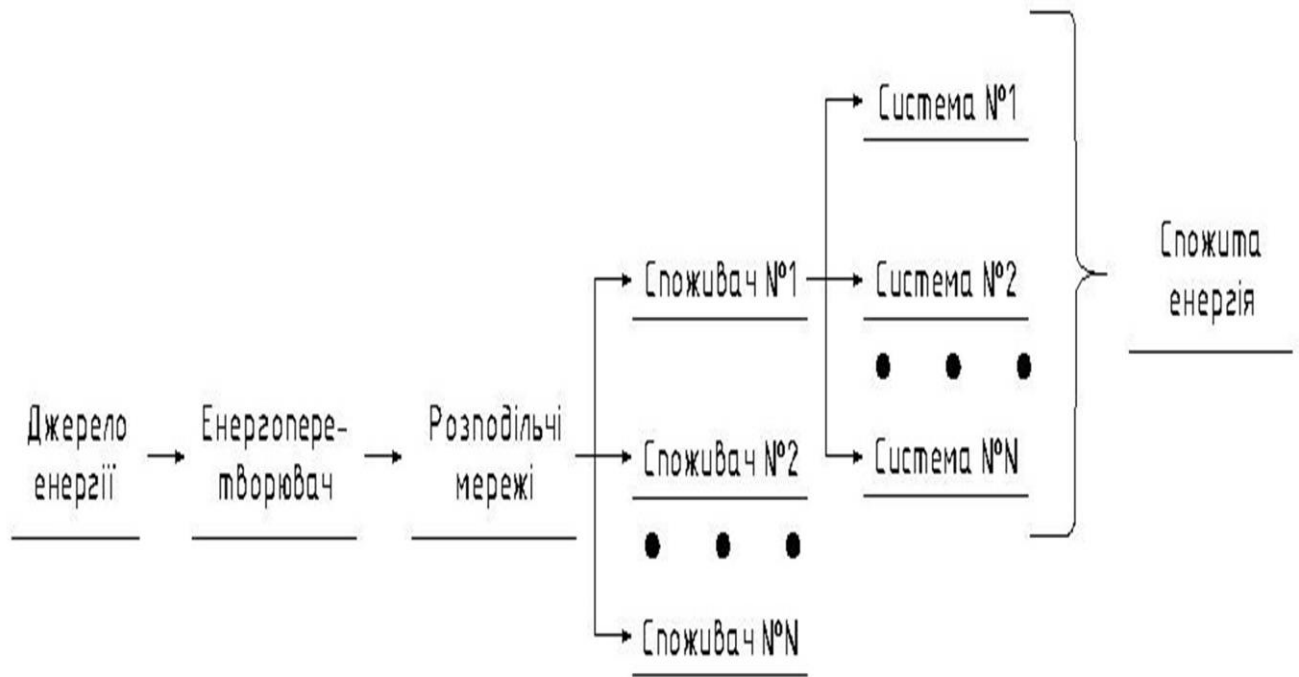 Джерело
енергії
Енергопере-
творювач
Розподільчі
мережі
Споживач №1
Споживач №2
Споживач №N
Система №1
Система №2
Система №N
Спожита
енергія